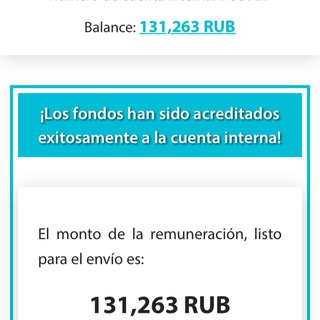 Balance: 131,263 RUB
¡Los fondos han sido acreditados
exitosamente a la cuenta interna!
El monto de la remuneración, listo
para el envío es:
131,263 RUB